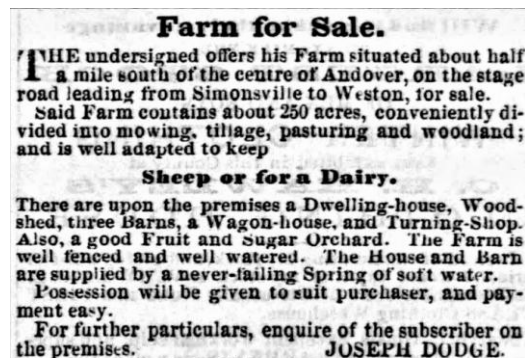 Farm for Sale.
THE undersigned offers his Farm situated about half
a mile south of the centre of Andover, on the stage
road leading from Simonsville to Weston, for sale.
Said Farm contains about 250 acres, conveniently di-
vided into mowing, tillage, pasturing and woodland;
and is well adapted to keep
Sheep or for a Dairy.
There are upon the premises a Dwelling-house, Wood-
shed, three Barns, a Wagon-house, and Turning-Shop.
Also, a good Fruit and Sugar Orchard. The Farm is
well fenced and well watered. The House and Barn
are supplied by a never-failing Spring of soft water.
Possession will be given to suit purchaser, and pay-
ment easy.
For further particulars, enquire of the subscriber on
the premises. JOSEPH DODGE.